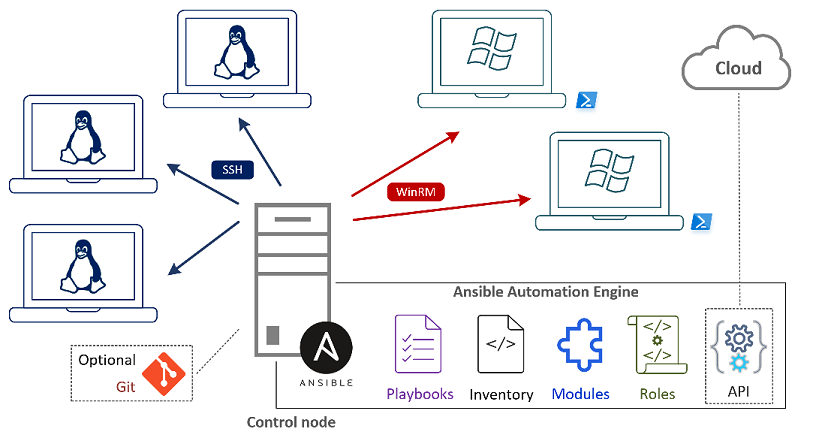 Cloud
SSH
WinRM
Ansible Automation Engine
Optional
Git
ANSIBLE
Playbooks
</>
Inventory
Modules
</>
</>
Roles
API
Control node